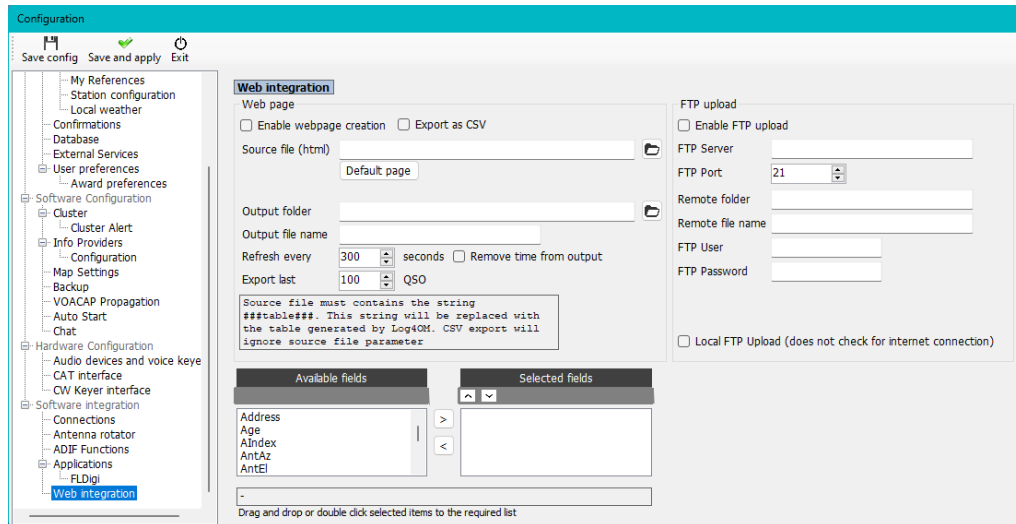 Configuration
Save config Save and apply Exit
My References
Station configuration
Local weather
Confirmations
Database
External Services
User preferences
Award preferences
Software Configuration
Cluster
Cluster Alert
Info Providers
Configuration
Map Settings
Backup
VOACAP Propagation
Auto Start
Chat
Hardware Configuration
Audio devices and voice keye
CAT interface
CW Keyer interface
Software integration
Connections
Antenna rotator
ADIF Functions
Applications
FLDigi
Web integration
Web integration
Web page
Enable webpage creation Export as CSV
Source file (html)
Default page
Output folder
Output file name
Refresh every 300 seconds Remove time from output
Export last 100 QSO
Source file must contains the string
###table###. This string will be replaced with
the table generated by Log4OM. CSV export will
ignore source file parameter
FTP upload
Enable FTP upload
FTP Server
FTP Port 21
Remote folder
Remote file name
FTP User
FTP Password
Local FTP Upload (does not check for internet connection)
Available fields
Address
Age
AIndex
AntAz
AntEl
>
<
Selected fields
-
Drag and drop or double click selected items to the required list